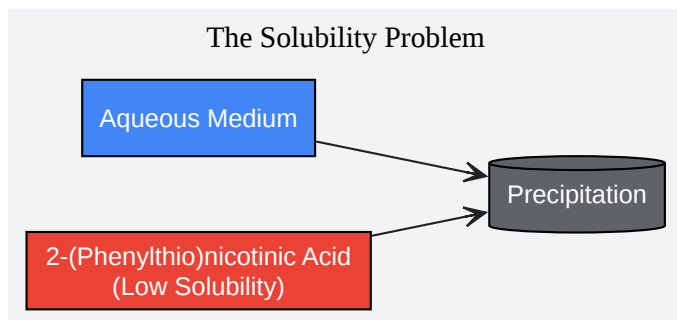 The Solubility Problem
Aqueous Medium
Precipitation
2-(Phenylthio)nicotinic Acid
(Low Solubility)